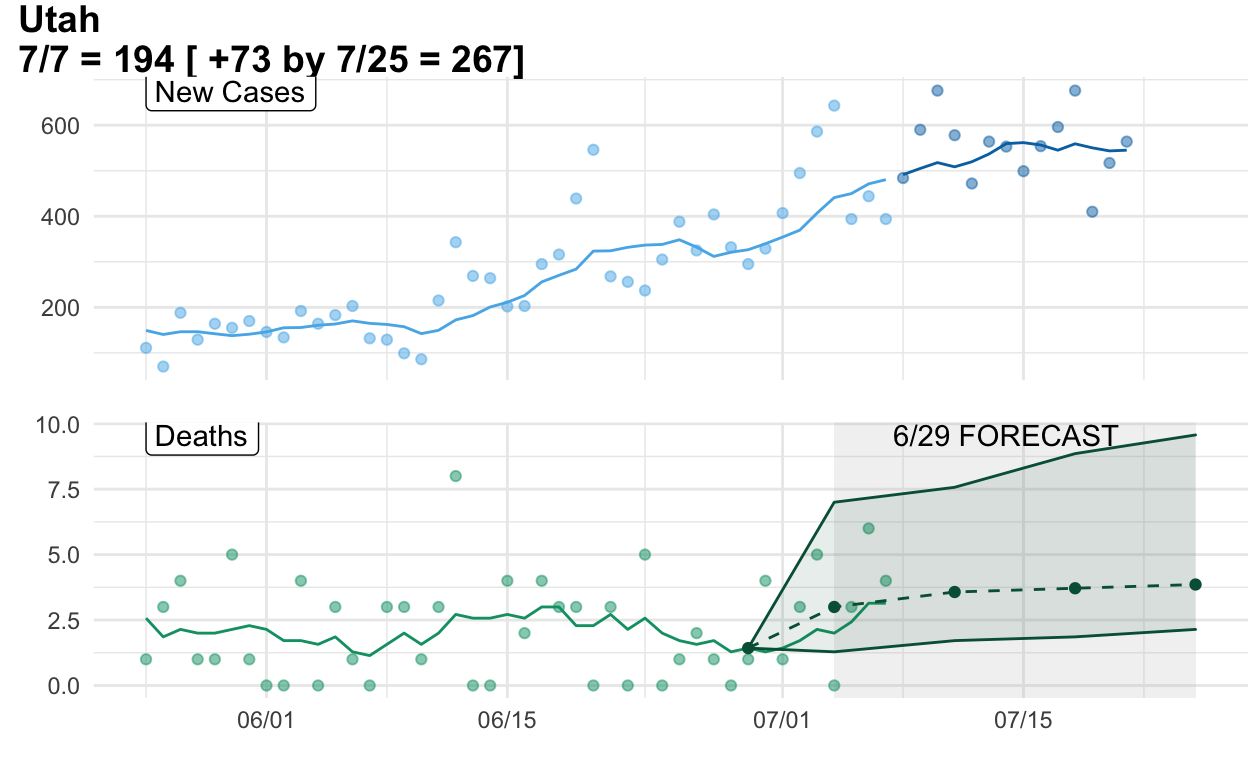 Utah
7/7 = 194 [ +73 by 7/25 = 267]
New Cases
600
400
200
Deaths
6/29 FORECAST
10.0
7.5
5.0
2.5
0.0
06/01 06/15 07/01 07/15